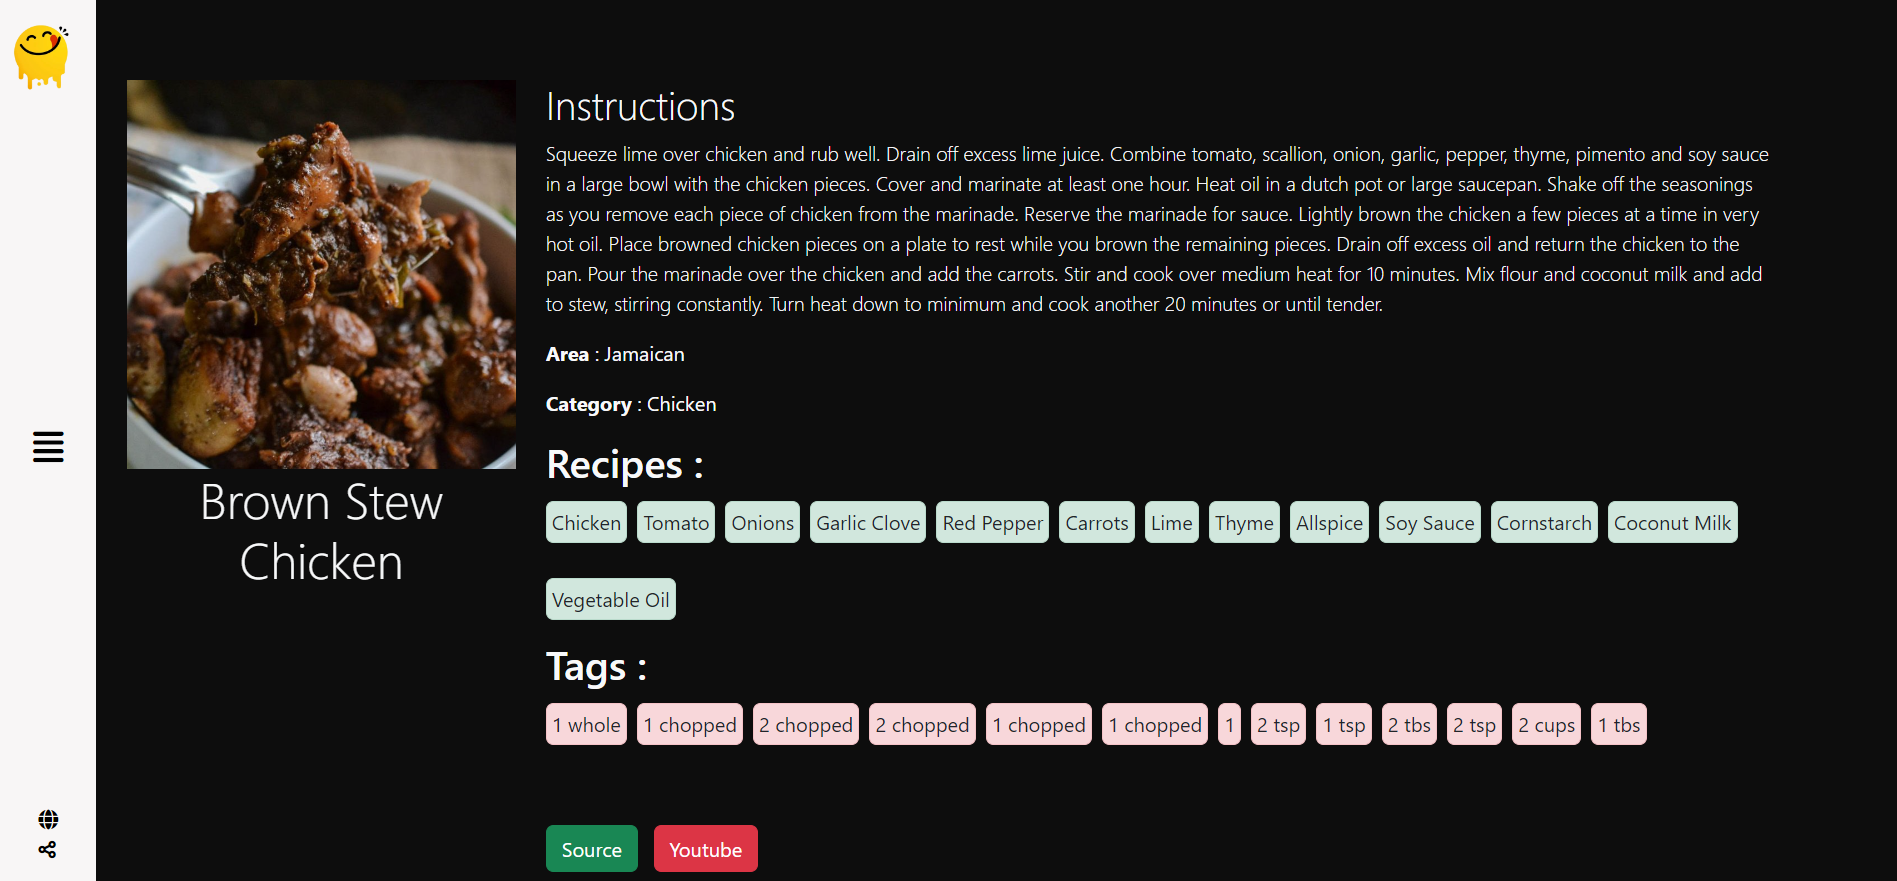 Instructions
Squeeze lime over chicken and rub well. Drain off excess lime juice. Combine tomato, scallion, onion, garlic, pepper, thyme, pimento and soy sauce
in a large bowl with the chicken pieces. Cover and marinate at least one hour. Heat oil in a dutch pot or large saucepan. Shake off the seasonings
as you remove each piece of chicken from the marinade. Reserve the marinade for sauce. Lightly brown the chicken a few pieces at a time in very
hot oil. Place browned chicken pieces on a plate to rest while you brown the remaining pieces. Drain off excess oil and return the chicken to the
pan. Pour the marinade over the chicken and add the carrots. Stir and cook over medium heat for 10 minutes. Mix flour and coconut milk and add
to stew, stirring constantly. Turn heat down to minimum and cook another 20 minutes or until tender.
Area : Jamaican
Category : Chicken
Brown Stew
Chicken
Recipes :
Chicken Tomato Onions Garlic Clove Red Pepper Carrots Lime Thyme Allspice Soy Sauce Cornstarch Coconut Milk
Vegetable Oil
Tags :
1 whole 1 chopped 2 chopped 2 chopped 1 chopped 1 chopped 1 2 tsp 1 tsp 2 tbs 2 tsp 2 cups 1 tbs
Source Youtube